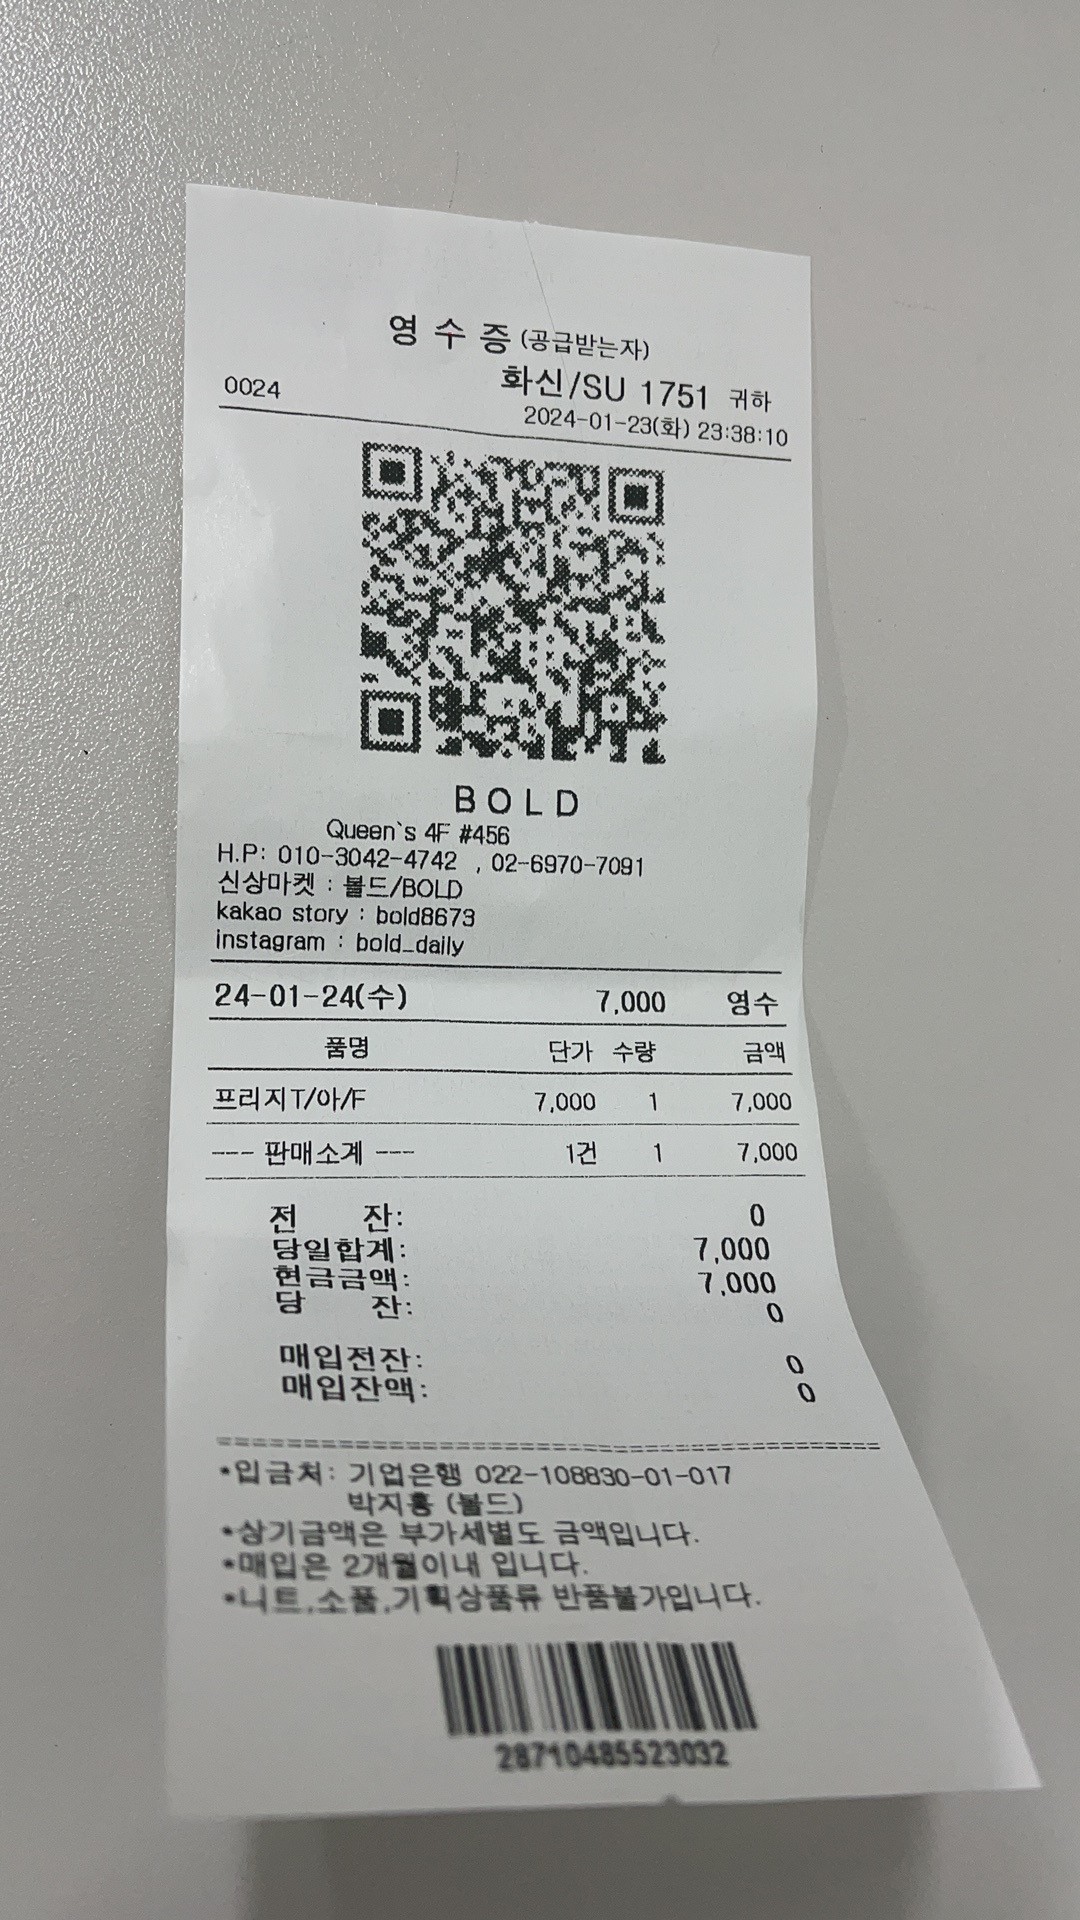 영 수 증 (공급받는자)
0024 화신/SU 1751 귀하
2024-01-23(화) 23:38:10
BOLD
Queen`s 4F #456
H.P: 010-3042-4742 , 02-6970-7091
신상마켓 : 볼드/BOLD
kakao story : bold8673
instagram : bold_daily
24-01-24(수) 7,000 영수
품명 단가 수량 금액
프리지T/아/F 7,000 1 7,000
--- 판매소계 --- 1건 1 7,000
전 잔: 0
당일합계: 7,000
현금금액: 7,000
당 잔: 0
매입전잔: 0
매입잔액: 0
*입금처: 기업은행 022-108830-01-017
박지홍 (볼드)
*상기금액은 부가세별도 금액입니다.
*매입은 2개월이내 입니다.
*니트,소품,기획상품류 반품불가입니다.
28710485523032